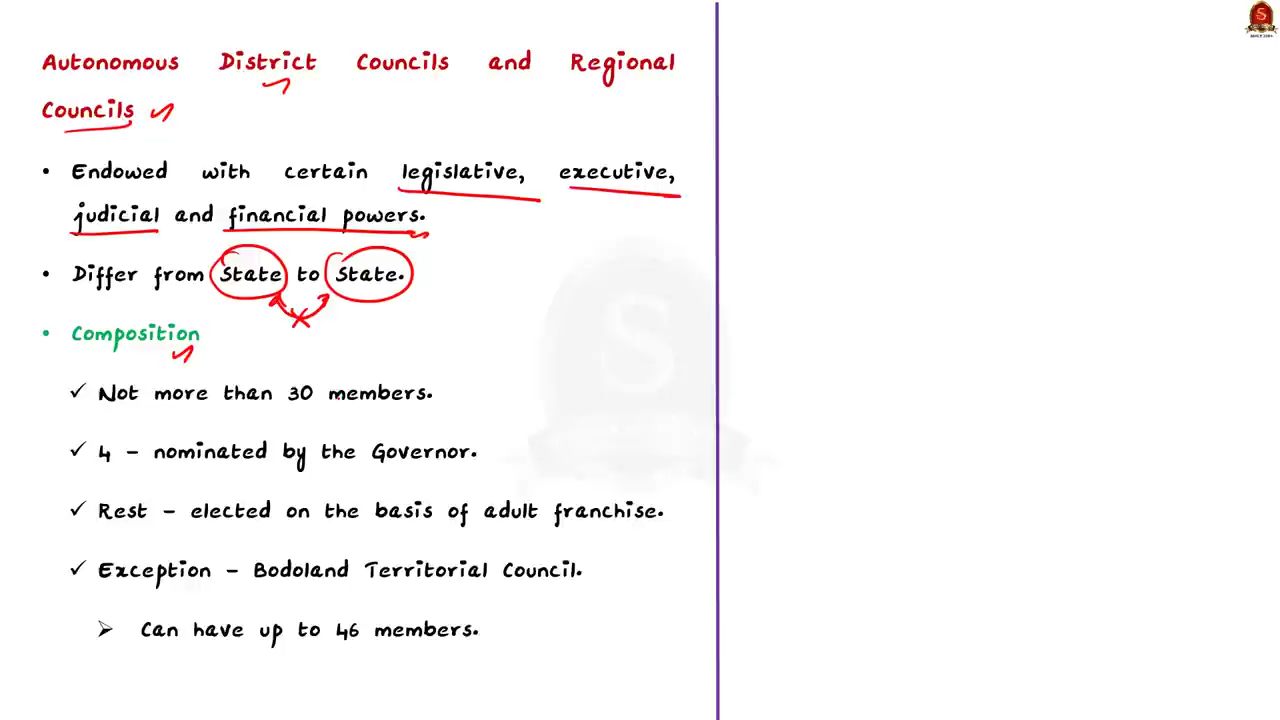 Autonomous District Councils and Regional
Councils
• Endowed with certain legislative, executive,
judicial and financial powers.
• Differ from State to State.
• Composition
✓ Not more than 30 members.
✓ 4 – nominated by the Governor.
✓ Rest – elected on the basis of adult franchise.
✓ Exception – Bodoland Territorial Council.
➢ Can have up to 46 members.
S
S